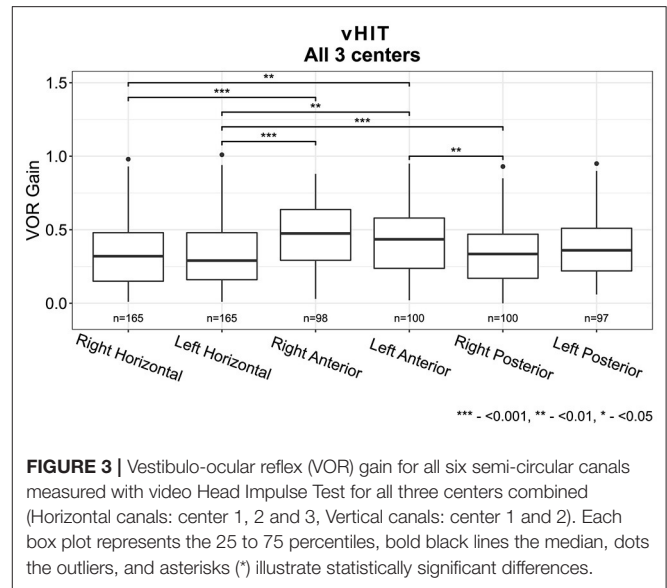 vHIT
All 3 centers
VOR Gain
1.5
1.0
0.5
0.0
**
***
**
***
***
**
n=165
n=165
n=98
n=100
n=100
n=97
Right Horizontal
Left Horizontal
Right Anterior
Left Anterior
Right Posterior
Left Posterior
*** - <0.001, ** - <0.01, * - <0.05
FIGURE 3 | Vestibulo-ocular reflex (VOR) gain for all six semi-circular canals
measured with video Head Impulse Test for all three centers combined
(Horizontal canals: center 1, 2 and 3, Vertical canals: center 1 and 2). Each
box plot represents the 25 to 75 percentiles, bold black lines the median, dots
the outliers, and asterisks (*) illustrate statistically significant differences.